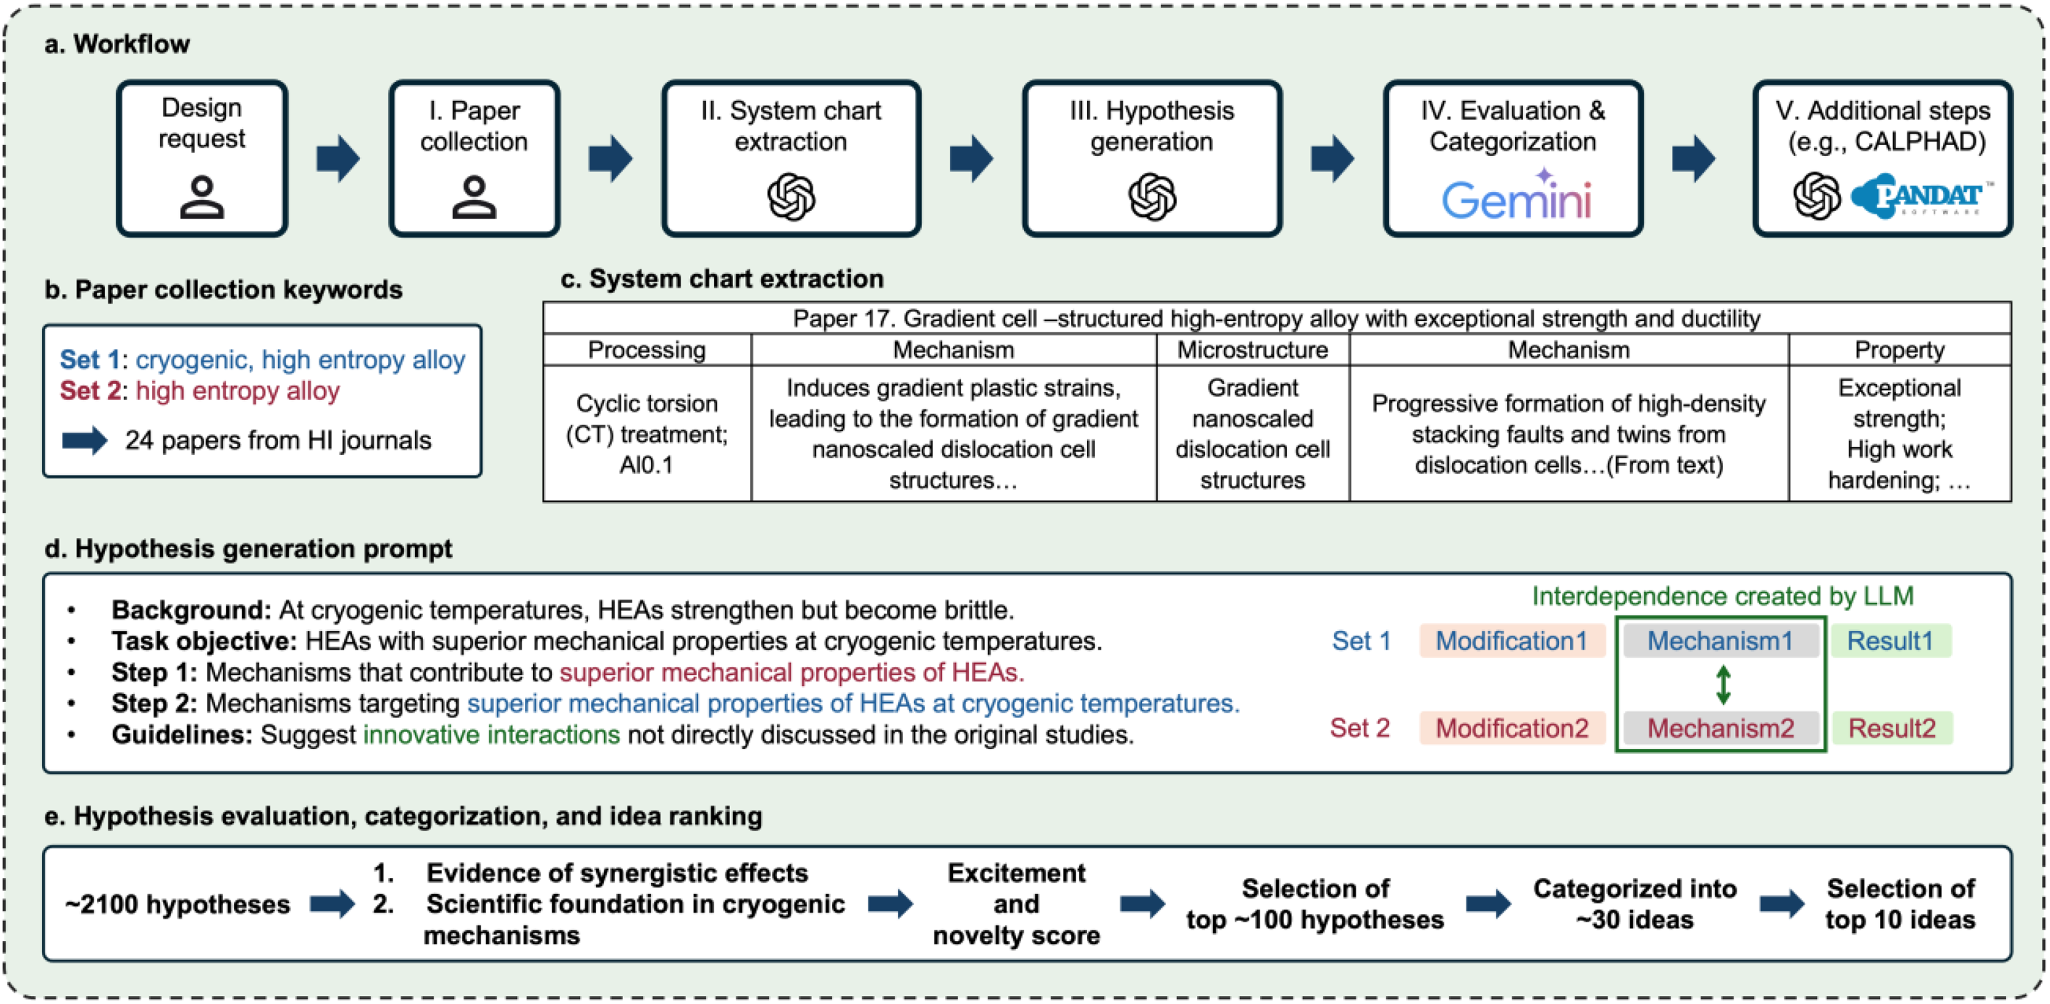 a. Workflow
Design
request
I. Paper
collection
II. System chart
extraction
III. Hypothesis
generation
IV. Evaluation &
Categorization
Gemini
V. Additional steps
(e.g., CALPHAD)
PANDAT™
SOFTWARE
b. Paper collection keywords
Set 1: cryogenic, high entropy alloy
Set 2: high entropy alloy
24 papers from HI journals
c. System chart extraction
Paper 17. Gradient cell –structured high-entropy alloy with exceptional strength and ductility
Processing
Mechanism
Microstructure
Mechanism
Property
Cyclic torsion
(CT) treatment;
Al0.1
Induces gradient plastic strains,
leading to the formation of gradient
nanoscaled dislocation cell
structures…
Gradient
nanoscaled
dislocation cell
structures
Progressive formation of high-density
stacking faults and twins from
dislocation cells…(From text)
Exceptional
strength;
High work
hardening; …
d. Hypothesis generation prompt
• Background: At cryogenic temperatures, HEAs strengthen but become brittle.
• Task objective: HEAs with superior mechanical properties at cryogenic temperatures.
• Step 1: Mechanisms that contribute to superior mechanical properties of HEAs.
• Step 2: Mechanisms targeting superior mechanical properties of HEAs at cryogenic temperatures.
• Guidelines: Suggest innovative interactions not directly discussed in the original studies.
Interdependence created by LLM
Set 1 Modification1 Mechanism1 Result1
Set 2 Modification2 Mechanism2 Result2
e. Hypothesis evaluation, categorization, and idea ranking
~2100 hypotheses
1. Evidence of synergistic effects
2. Scientific foundation in cryogenic
mechanisms
Excitement
and
novelty score
Selection of
top ~100 hypotheses
Categorized into
~30 ideas
Selection of
top 10 ideas